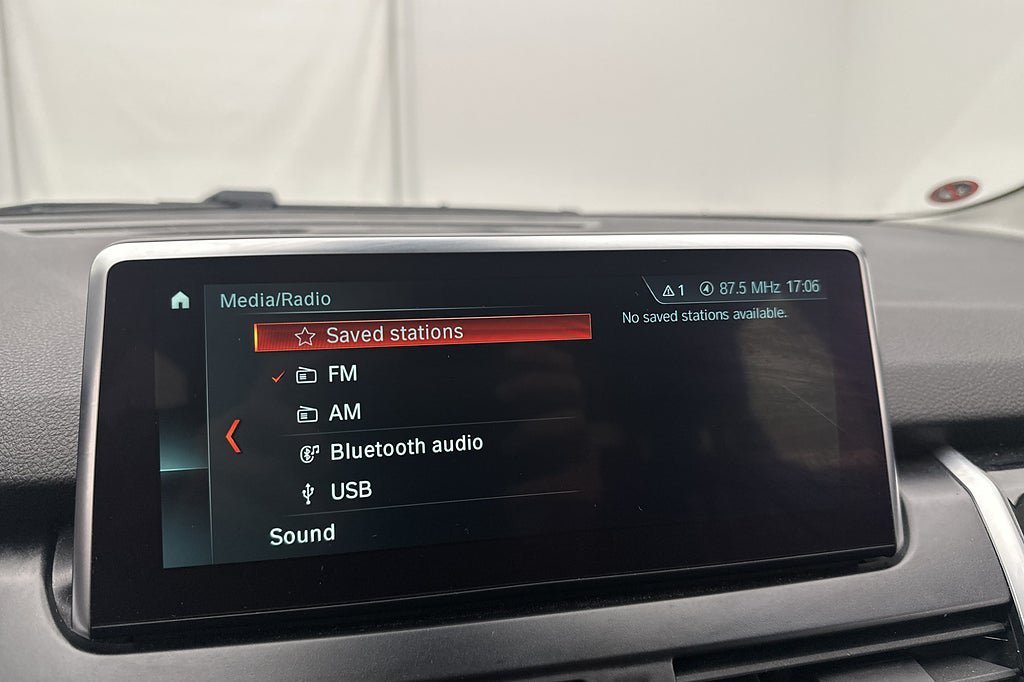 Media/Radio
1 87.5 MHz 17:06
Saved stations
No saved stations available.
FM
AM
Bluetooth audio
USB
Sound